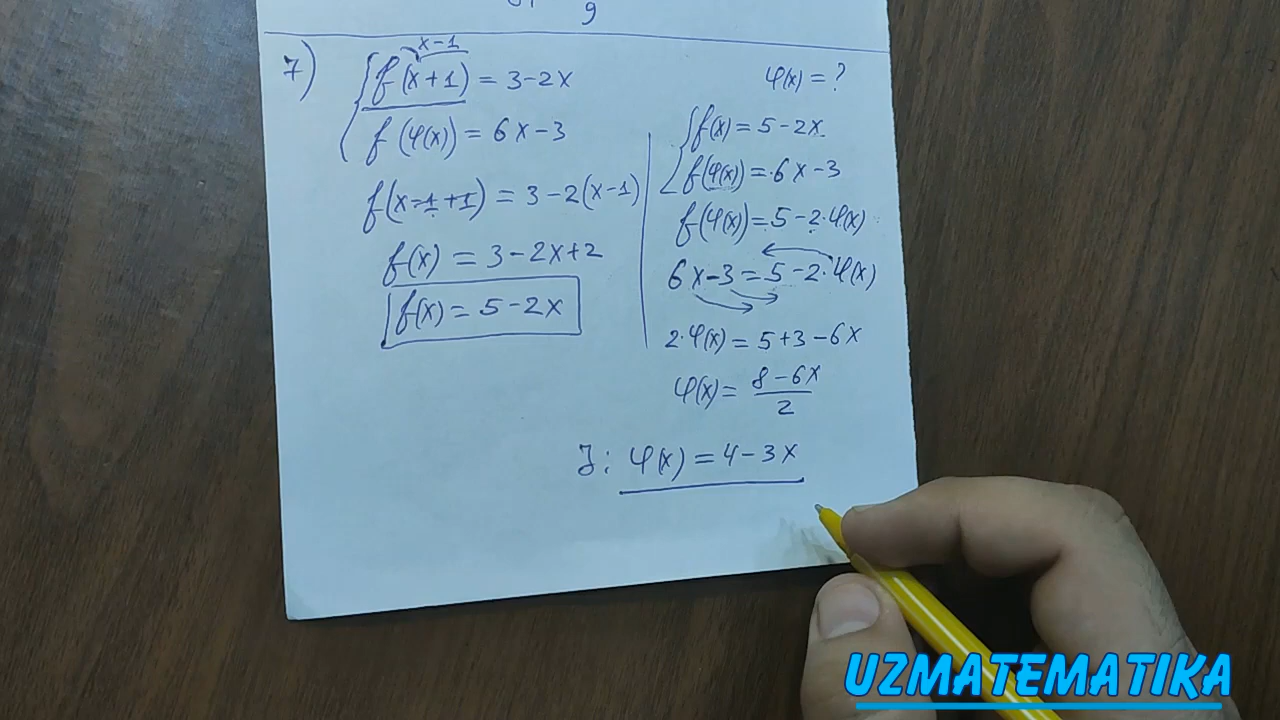 9
7)
x-1
f(x+1) = 3-2x
f(φ(x)) = 6x-3
f(x-1+1) = 3-2(x-1)
f(x) = 3-2x+2
f(x) = 5-2x
φ(x) = ?
f(x) = 5-2x
f(φ(x)) = 6x-3
f(φ(x)) = 5-2·φ(x)
6x-3 = 5-2·φ(x)
2·φ(x) = 5+3-6x
φ(x) = 8-6x/2
J: φ(x) = 4-3x
UZMATEMATIKA